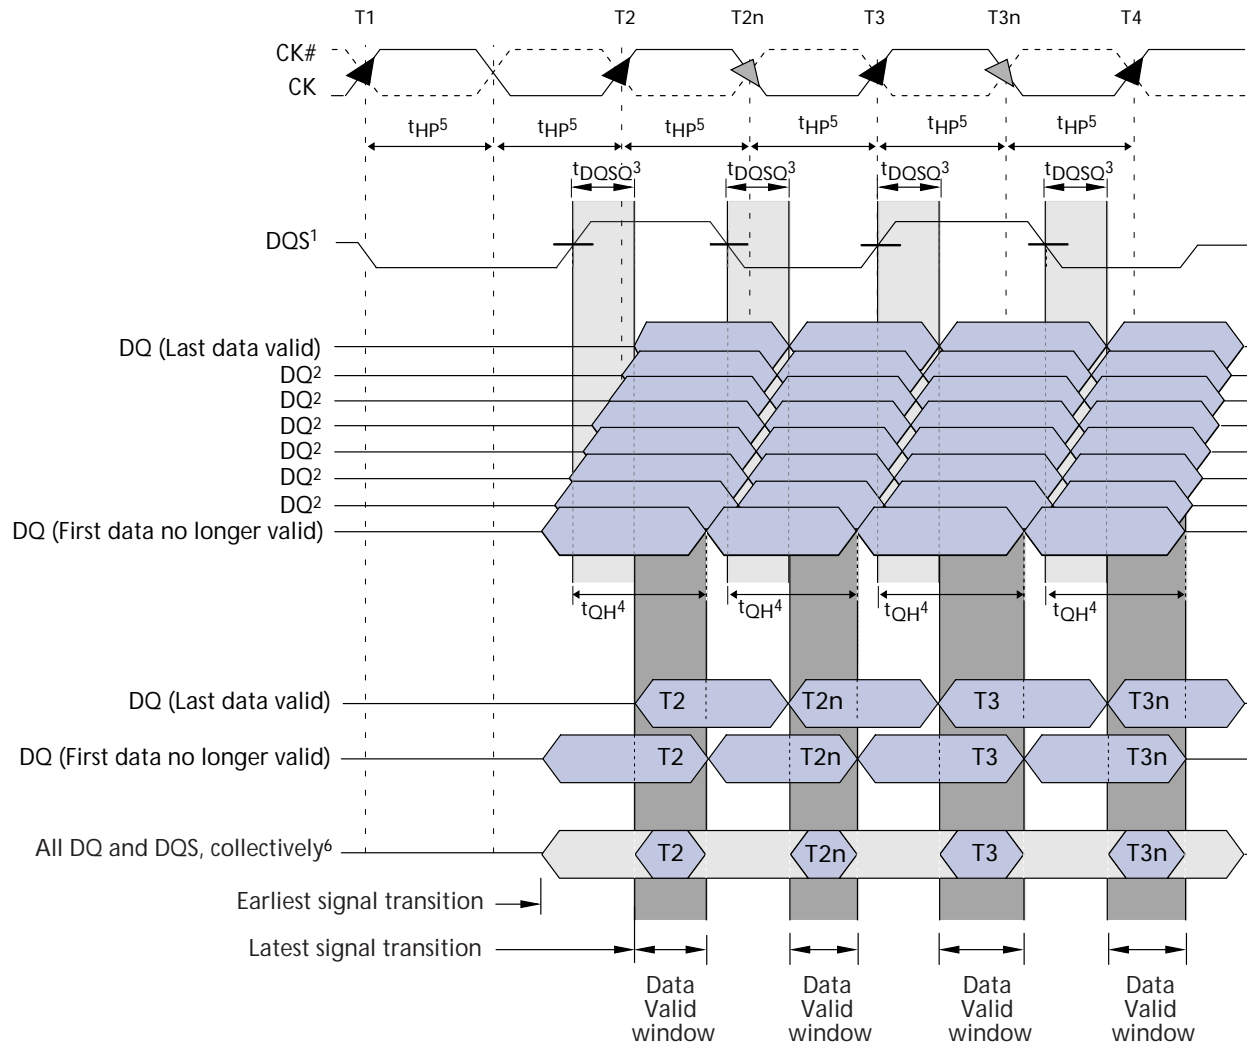 T1 T2 T2n T3 T3n T4
CK#
CK
tHP5 tHP5 tHP5 tHP5 tHP5 tHP5
tDQSQ3 tDQSQ3 tDQSQ3 tDQSQ3
DQS1
DQ (Last data valid)
DQ2
DQ2
DQ2
DQ2
DQ2
DQ2
DQ (First data no longer valid)
tQH4 tQH4 tQH4 tQH4
DQ (Last data valid) T2 T2n T3 T3n
DQ (First data no longer valid) T2 T2n T3 T3n
All DQ and DQS, collectively6 T2 T2n T3 T3n
Earliest signal transition
Latest signal transition
Data Data Data Data
Valid Valid Valid Valid
window window window window